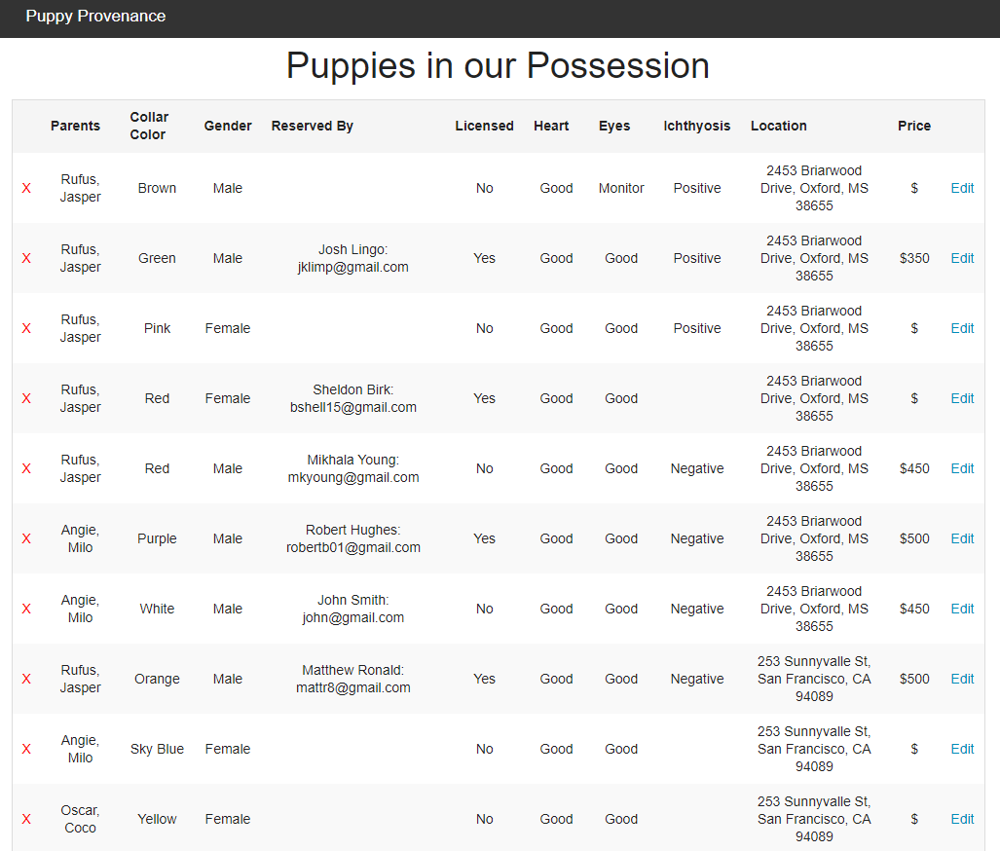 Puppy Provenance
Puppies in our Possession
Parents Collar Color Gender Reserved By Licensed Heart Eyes Ichthyosis Location Price
X Rufus, Jasper Brown Male No Good Monitor Positive 2453 Briarwood Drive, Oxford, MS 38655 $ Edit
X Rufus, Jasper Green Male Josh Lingo: jklimp@gmail.com Yes Good Good Positive 2453 Briarwood Drive, Oxford, MS 38655 $350 Edit
X Rufus, Jasper Pink Female No Good Good Positive 2453 Briarwood Drive, Oxford, MS 38655 $ Edit
X Rufus, Jasper Red Female Sheldon Birk: bshell15@gmail.com Yes Good Good 2453 Briarwood Drive, Oxford, MS 38655 $ Edit
X Rufus, Jasper Red Male Mikhala Young: mkyoung@gmail.com No Good Good Negative 2453 Briarwood Drive, Oxford, MS 38655 $450 Edit
X Angie, Milo Purple Male Robert Hughes: robertb01@gmail.com Yes Good Good Negative 2453 Briarwood Drive, Oxford, MS 38655 $500 Edit
X Angie, Milo White Male John Smith: john@gmail.com No Good Good Negative 2453 Briarwood Drive, Oxford, MS 38655 $450 Edit
X Rufus, Jasper Orange Male Matthew Ronald: mattr8@gmail.com Yes Good Good Negative 253 Sunnyvalle St, San Francisco, CA 94089 $500 Edit
X Angie, Milo Sky Blue Female No Good Good 253 Sunnyvalle St, San Francisco, CA 94089 $ Edit
X Oscar, Coco Yellow Female No Good Good 253 Sunnyvalle St, San Francisco, CA 94089 $ Edit